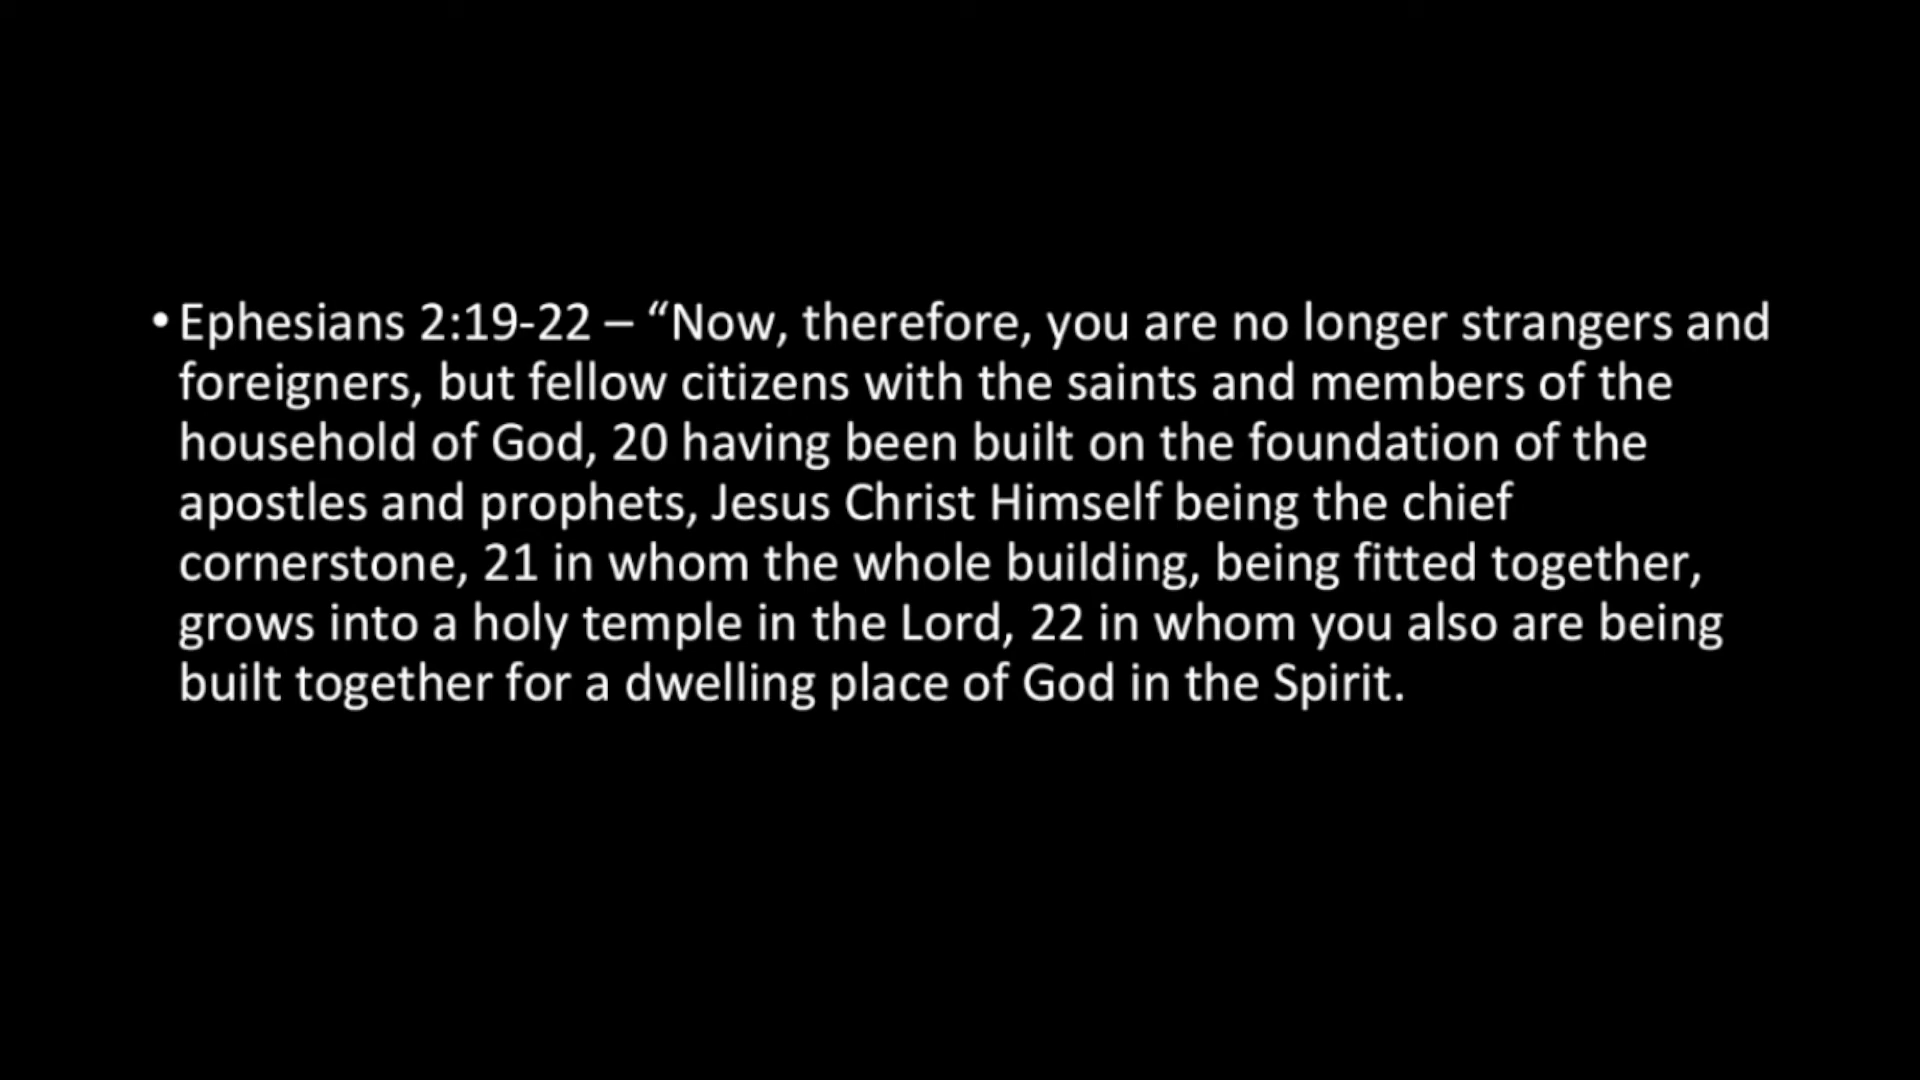 • Ephesians 2:19-22 – “Now, therefore, you are no longer strangers and
foreigners, but fellow citizens with the saints and members of the
household of God, 20 having been built on the foundation of the
apostles and prophets, Jesus Christ Himself being the chief
cornerstone, 21 in whom the whole building, being fitted together,
grows into a holy temple in the Lord, 22 in whom you also are being
built together for a dwelling place of God in the Spirit.